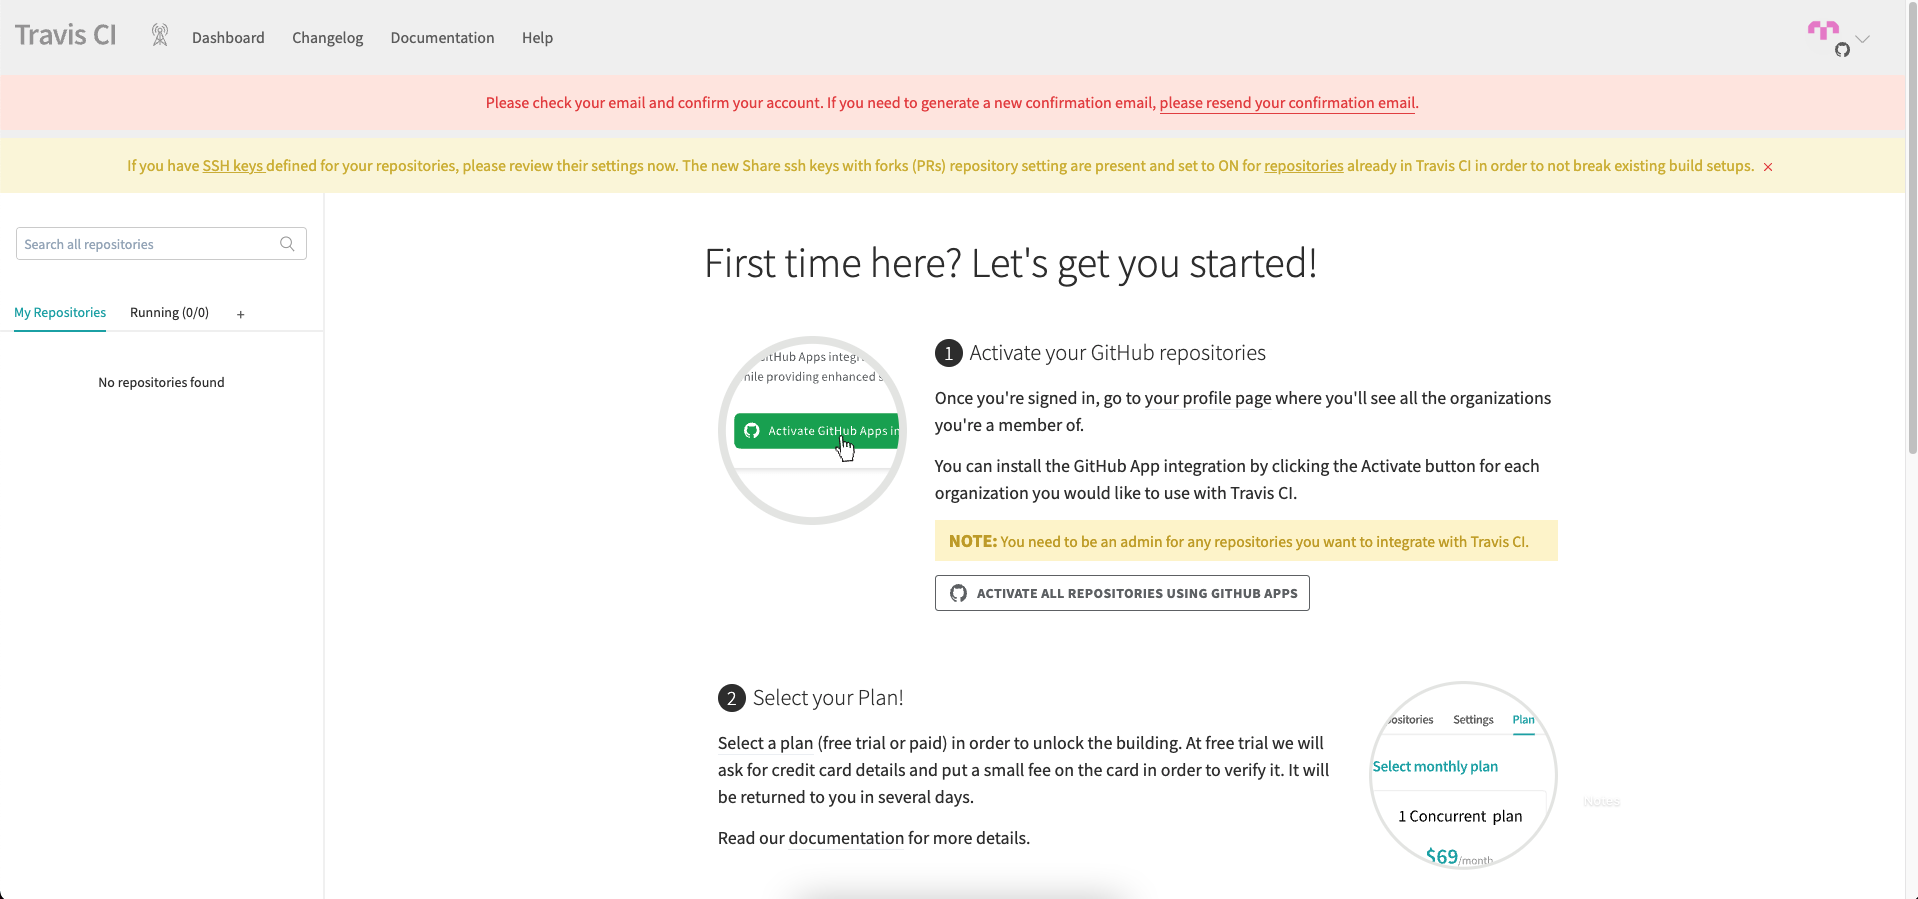 Travis CI
Dashboard
Changelog
Documentation
Help
Please check your email and confirm your account. If you need to generate a new confirmation email, please resend your confirmation email.
If you have SSH keys defined for your repositories, please review their settings now. The new Share ssh keys with forks (PRs) repository setting are present and set to ON for repositories already in Travis CI in order to not break existing build setups.
Search all repositories
My Repositories
Running (0/0)
+
No repositories found
First time here? Let's get you started!
GitHub Apps integr
hile providing enhanced s
Activate GitHub Apps in
1 Activate your GitHub repositories
Once you're signed in, go to your profile page where you'll see all the organizations
you're a member of.
You can install the GitHub App integration by clicking the Activate button for each
organization you would like to use with Travis CI.
NOTE: You need to be an admin for any repositories you want to integrate with Travis CI.
ACTIVATE ALL REPOSITORIES USING GITHUB APPS
2 Select your Plan!
Select a plan (free trial or paid) in order to unlock the building. At free trial we will
ask for credit card details and put a small fee on the card in order to verify it. It will
be returned to you in several days.
Read our documentation for more details.
ositories
Settings
Plan
Select monthly plan
1 Concurrent plan
$69/month
Notes